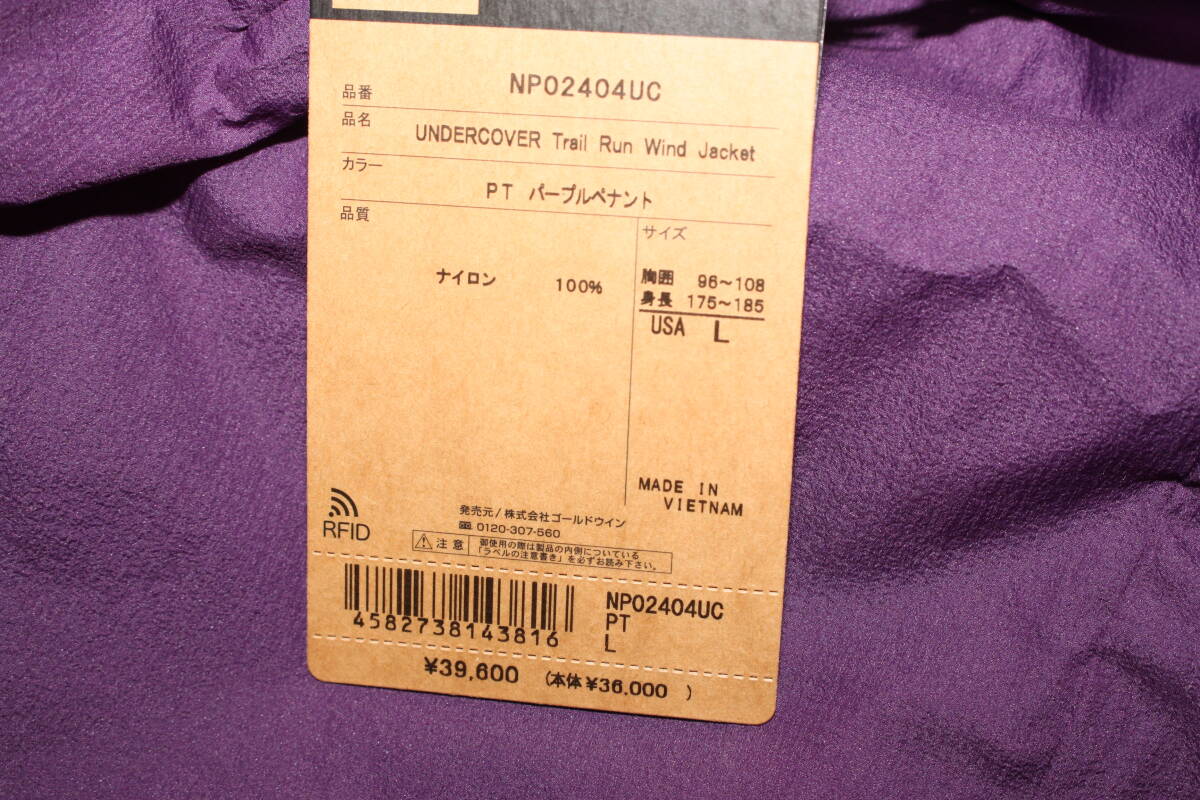 品番 NP02404UC
品名 UNDERCOVER Trail Run Wind Jacket
カラー PT パープルペナント
品質
ナイロン 100%
サイズ
胸囲 96~108
身長 175~185
USA L
MADE IN
VIETNAM
RFID
発売元/株式会社ゴールドウイン
0120-307-560
注意 御使用の際は製品の内側についている
「ラベルの注意書き」を必ずお読み下さい。
4582738143816
NP02404UC
PT
L
¥39,600 (本体¥36,000 )